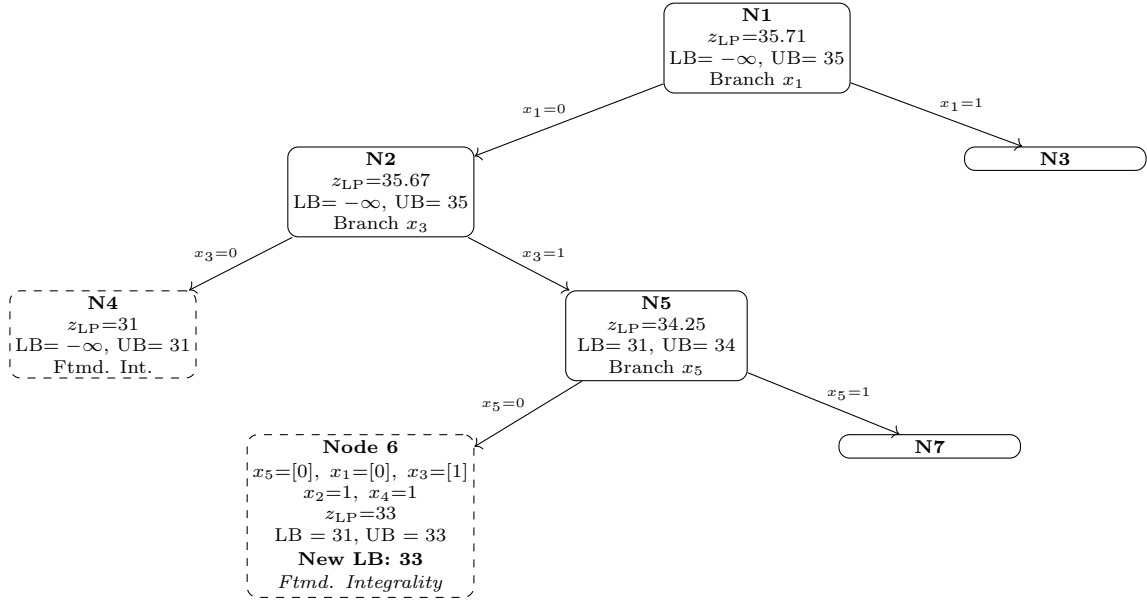 N1
z_LP=35.71
LB= −∞, UB= 35
Branch x_1
x_1=0
x_1=1
N2
z_LP=35.67
LB= −∞, UB= 35
Branch x_3
N3
x_3=0
x_3=1
N4
z_LP=31
LB= −∞, UB= 31
Ftmd. Int.
N5
z_LP=34.25
LB= 31, UB= 34
Branch x_5
x_5=0
x_5=1
Node 6
x_5=[0], x_1=[0], x_3=[1]
x_2=1, x_4=1
z_LP=33
LB = 31, UB = 33
New LB: 33
Ftmd. Integrality
N7